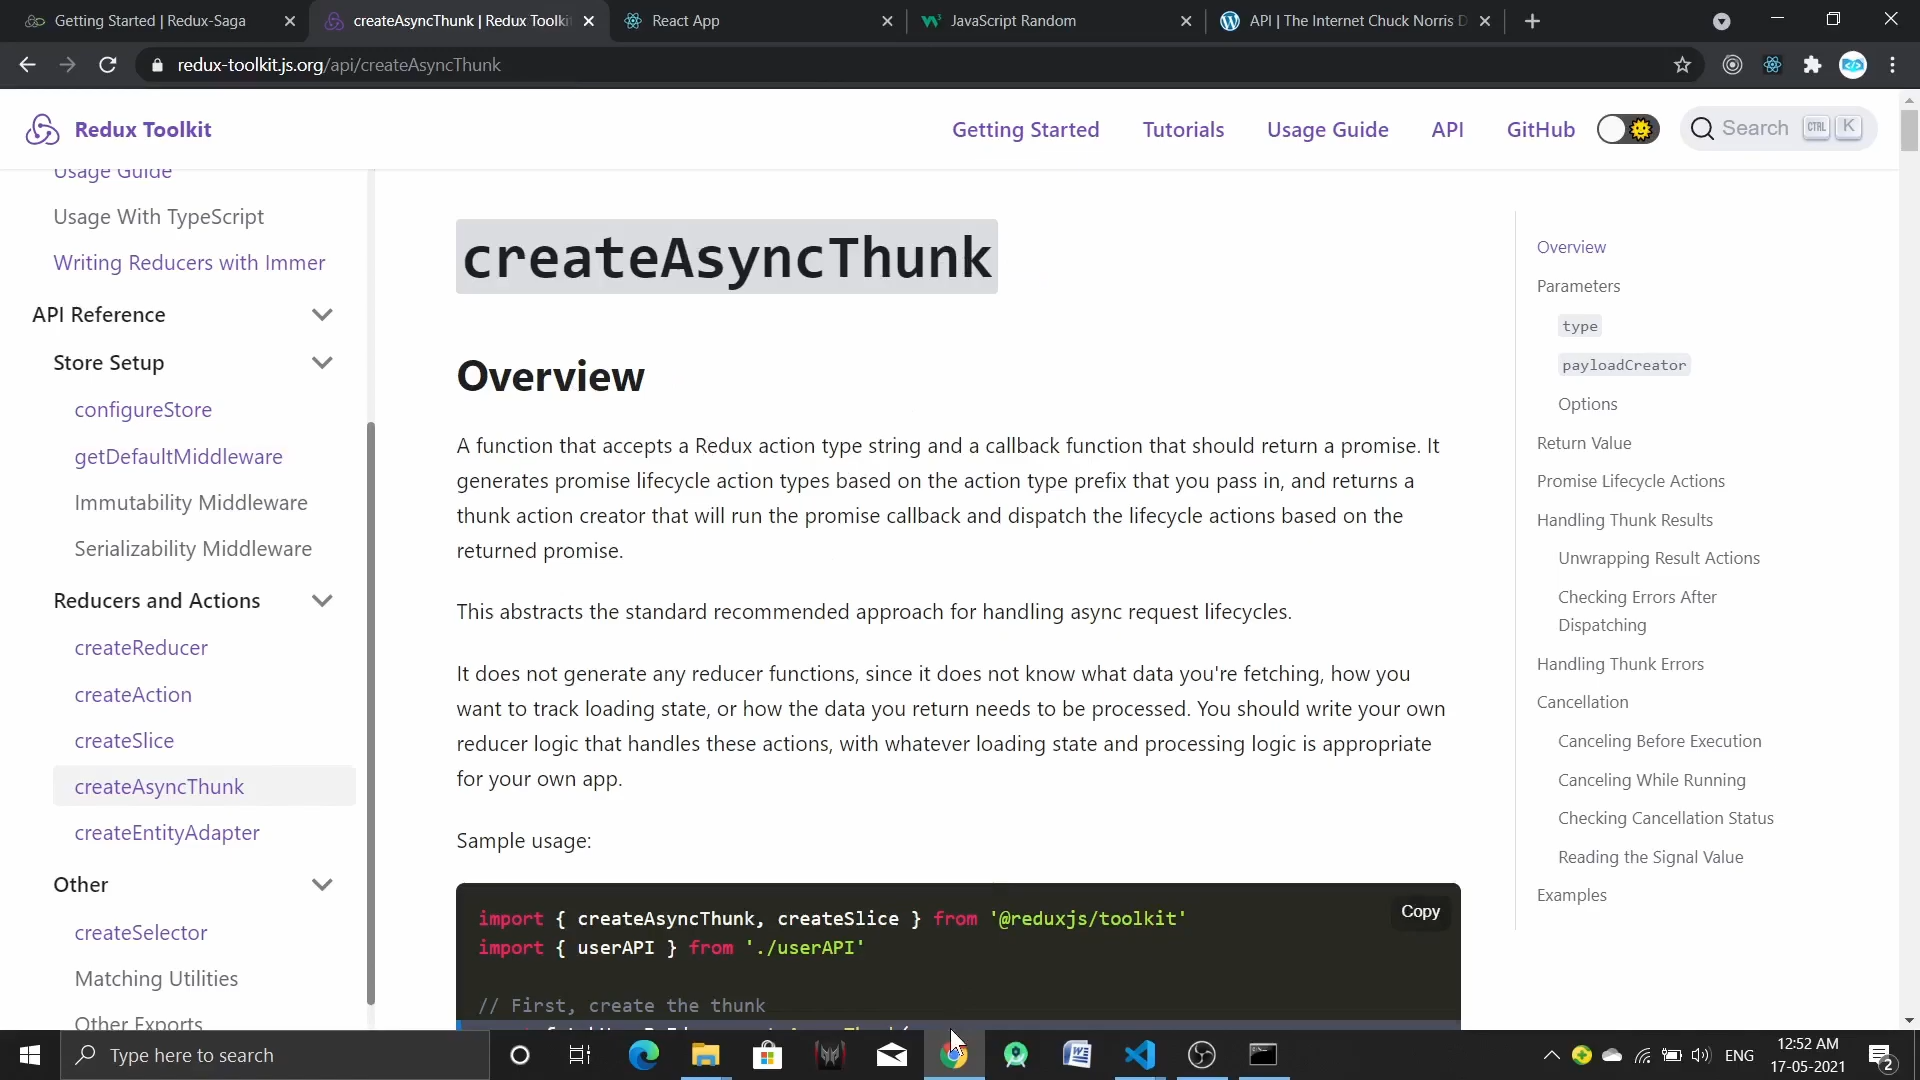 Getting Started | Redux-Saga
createAsyncThunk | Redux Toolkit
React App
JavaScript Random
API | The Internet Chuck Norris D
redux-toolkit.js.org/api/createAsyncThunk
Redux Toolkit
Getting Started
Tutorials
Usage Guide
API
GitHub
Search
CTRL
K
Usage Guide
Usage With TypeScript
Writing Reducers with Immer
API Reference
Store Setup
configureStore
getDefaultMiddleware
Immutability Middleware
Serializability Middleware
Reducers and Actions
createReducer
createAction
createSlice
createAsyncThunk
createEntityAdapter
Other
createSelector
Matching Utilities
Other Exports
createAsyncThunk
Overview
A function that accepts a Redux action type string and a callback function that should return a promise. It
generates promise lifecycle action types based on the action type prefix that you pass in, and returns a
thunk action creator that will run the promise callback and dispatch the lifecycle actions based on the
returned promise.
This abstracts the standard recommended approach for handling async request lifecycles.
It does not generate any reducer functions, since it does not know what data you're fetching, how you
want to track loading state, or how the data you return needs to be processed. You should write your own
reducer logic that handles these actions, with whatever loading state and processing logic is appropriate
for your own app.
Sample usage:
import { createAsyncThunk, createSlice } from '@reduxjs/toolkit'
import { userAPI } from './userAPI'
// First, create the thunk
Copy
Overview
Parameters
type
payloadCreator
Options
Return Value
Promise Lifecycle Actions
Handling Thunk Results
Unwrapping Result Actions
Checking Errors After
Dispatching
Handling Thunk Errors
Cancellation
Canceling Before Execution
Canceling While Running
Checking Cancellation Status
Reading the Signal Value
Examples
Type here to search
ENG
12:52 AM
17-05-2021
2